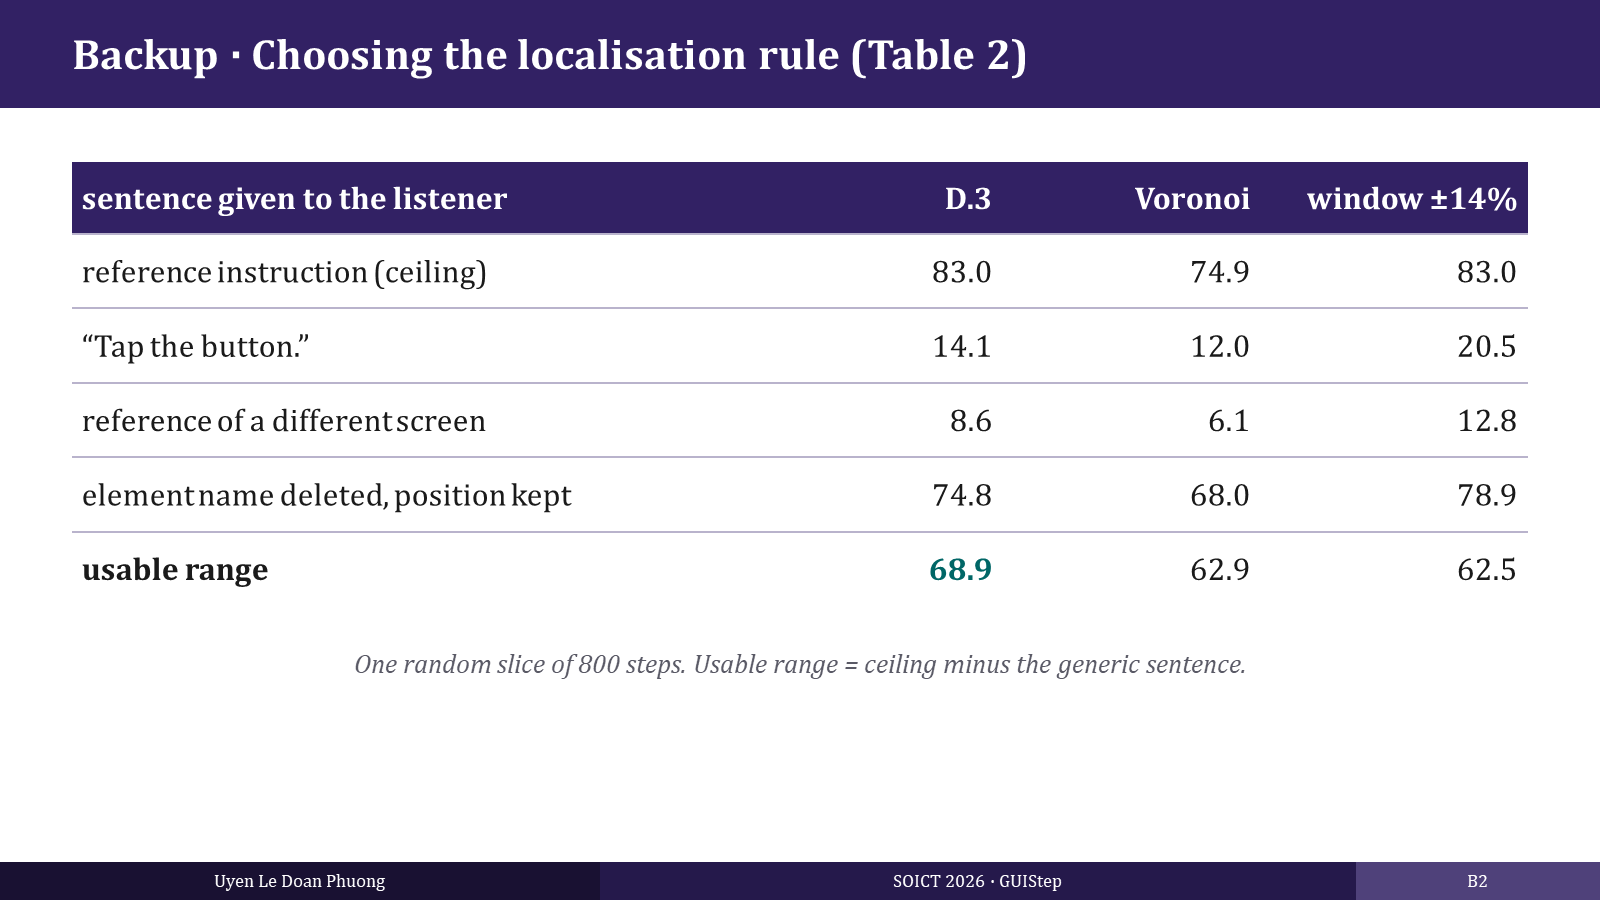 Backup · Choosing the localisation rule (Table 2)
sentence given to the listener D.3 Voronoi window ±14%
reference instruction (ceiling) 83.0 74.9 83.0
“Tap the button.” 14.1 12.0 20.5
reference of a different screen 8.6 6.1 12.8
element name deleted, position kept 74.8 68.0 78.9
usable range 68.9 62.9 62.5
One random slice of 800 steps. Usable range = ceiling minus the generic sentence.
Uyen Le Doan Phuong SOICT 2026 · GUIStep B2